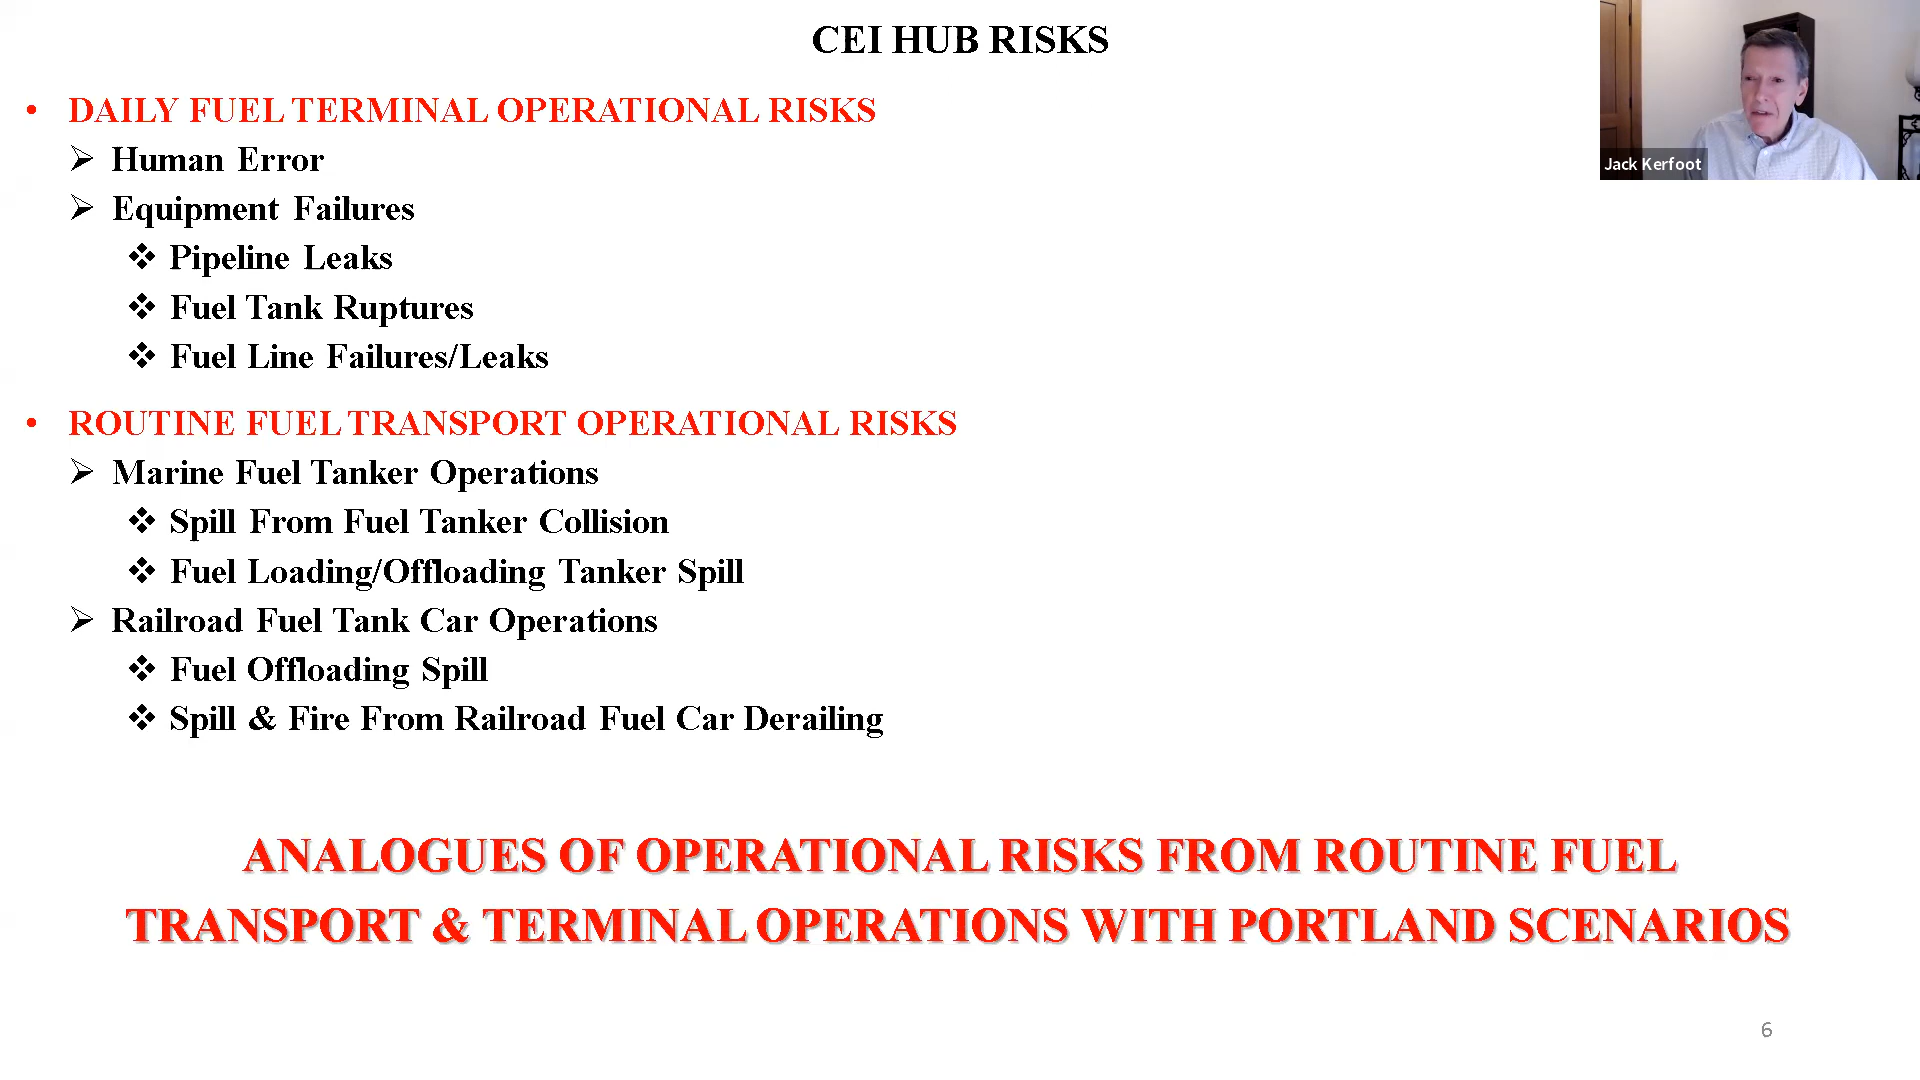 CEI HUB RISKS
Jack Kerfoot
• DAILY FUEL TERMINAL OPERATIONAL RISKS
➢ Human Error
➢ Equipment Failures
❖ Pipeline Leaks
❖ Fuel Tank Ruptures
❖ Fuel Line Failures/Leaks
• ROUTINE FUEL TRANSPORT OPERATIONAL RISKS
➢ Marine Fuel Tanker Operations
❖ Spill From Fuel Tanker Collision
❖ Fuel Loading/Offloading Tanker Spill
➢ Railroad Fuel Tank Car Operations
❖ Fuel Offloading Spill
❖ Spill & Fire From Railroad Fuel Car Derailing
ANALOGUES OF OPERATIONAL RISKS FROM ROUTINE FUEL
TRANSPORT & TERMINAL OPERATIONS WITH PORTLAND SCENARIOS
6